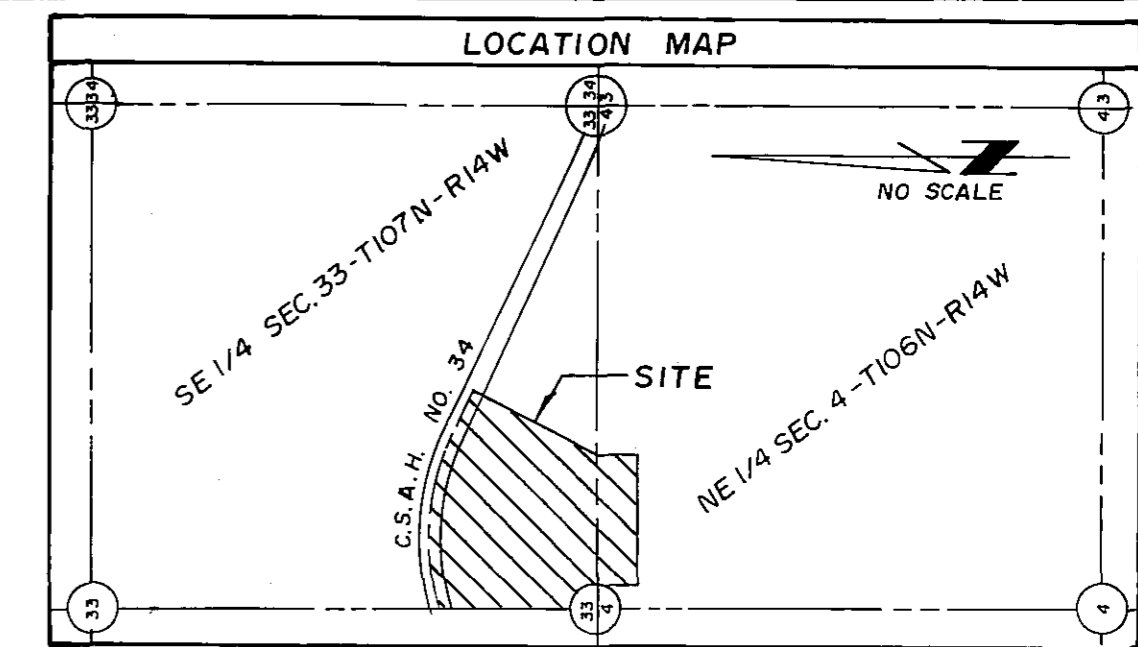 LOCATION MAP
33 34
33 34
4 3
4 3
N
NO SCALE
SE 1/4 SEC. 33-T107N-R14W
NE 1/4 SEC. 4-T106N-R14W
C.S.A.H. NO. 34
SITE
33
33
4
4